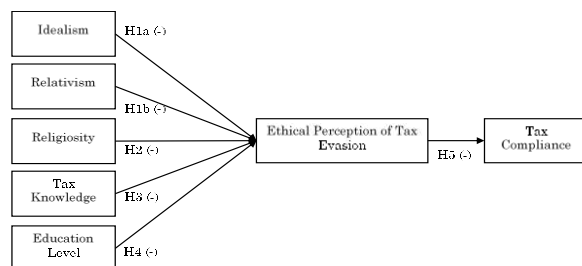 Idealism
H1a (-)
Relativism
H1b (-)
Religiosity
H2 (-)
Tax
Knowledge
H3 (-)
Education
Level
H4 (-)
Ethical Perception of Tax
Evasion
H5 (-)
Tax
Compliance